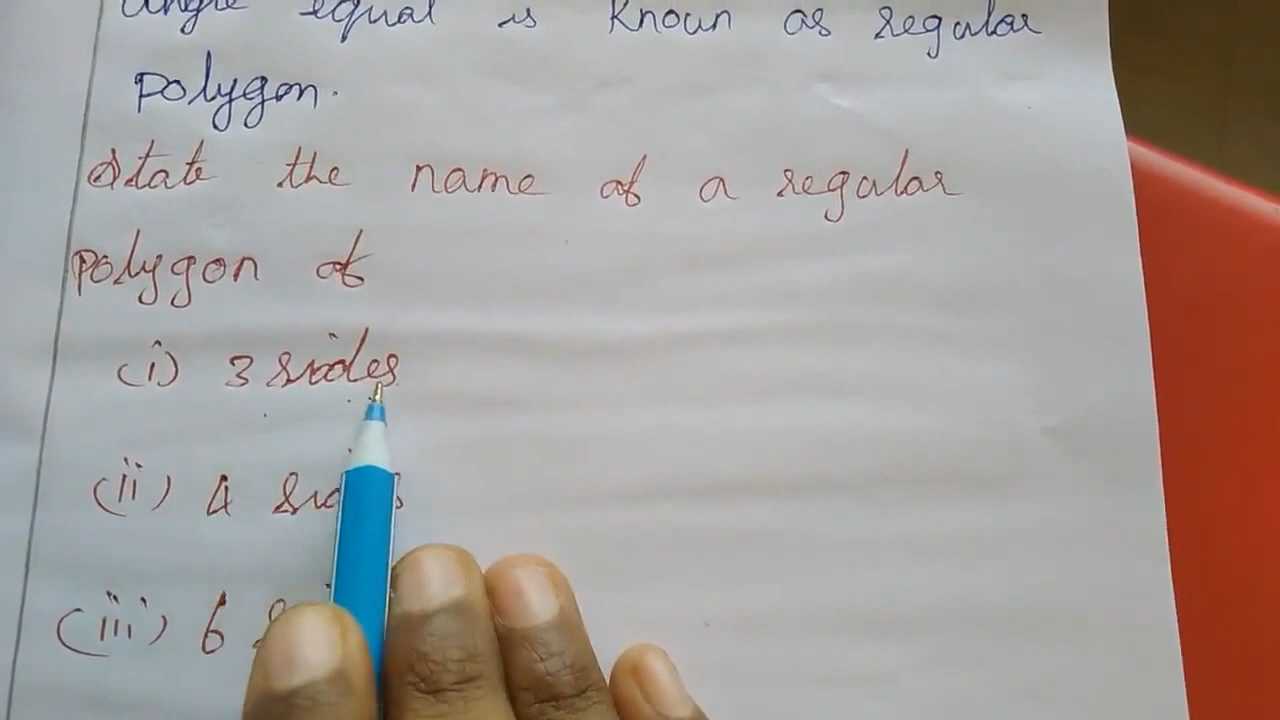 angle equal is known as regular
polygon.
State the name of a regular
polygon of
(i) 3 sides
(ii) 4 sides
(iii) 6